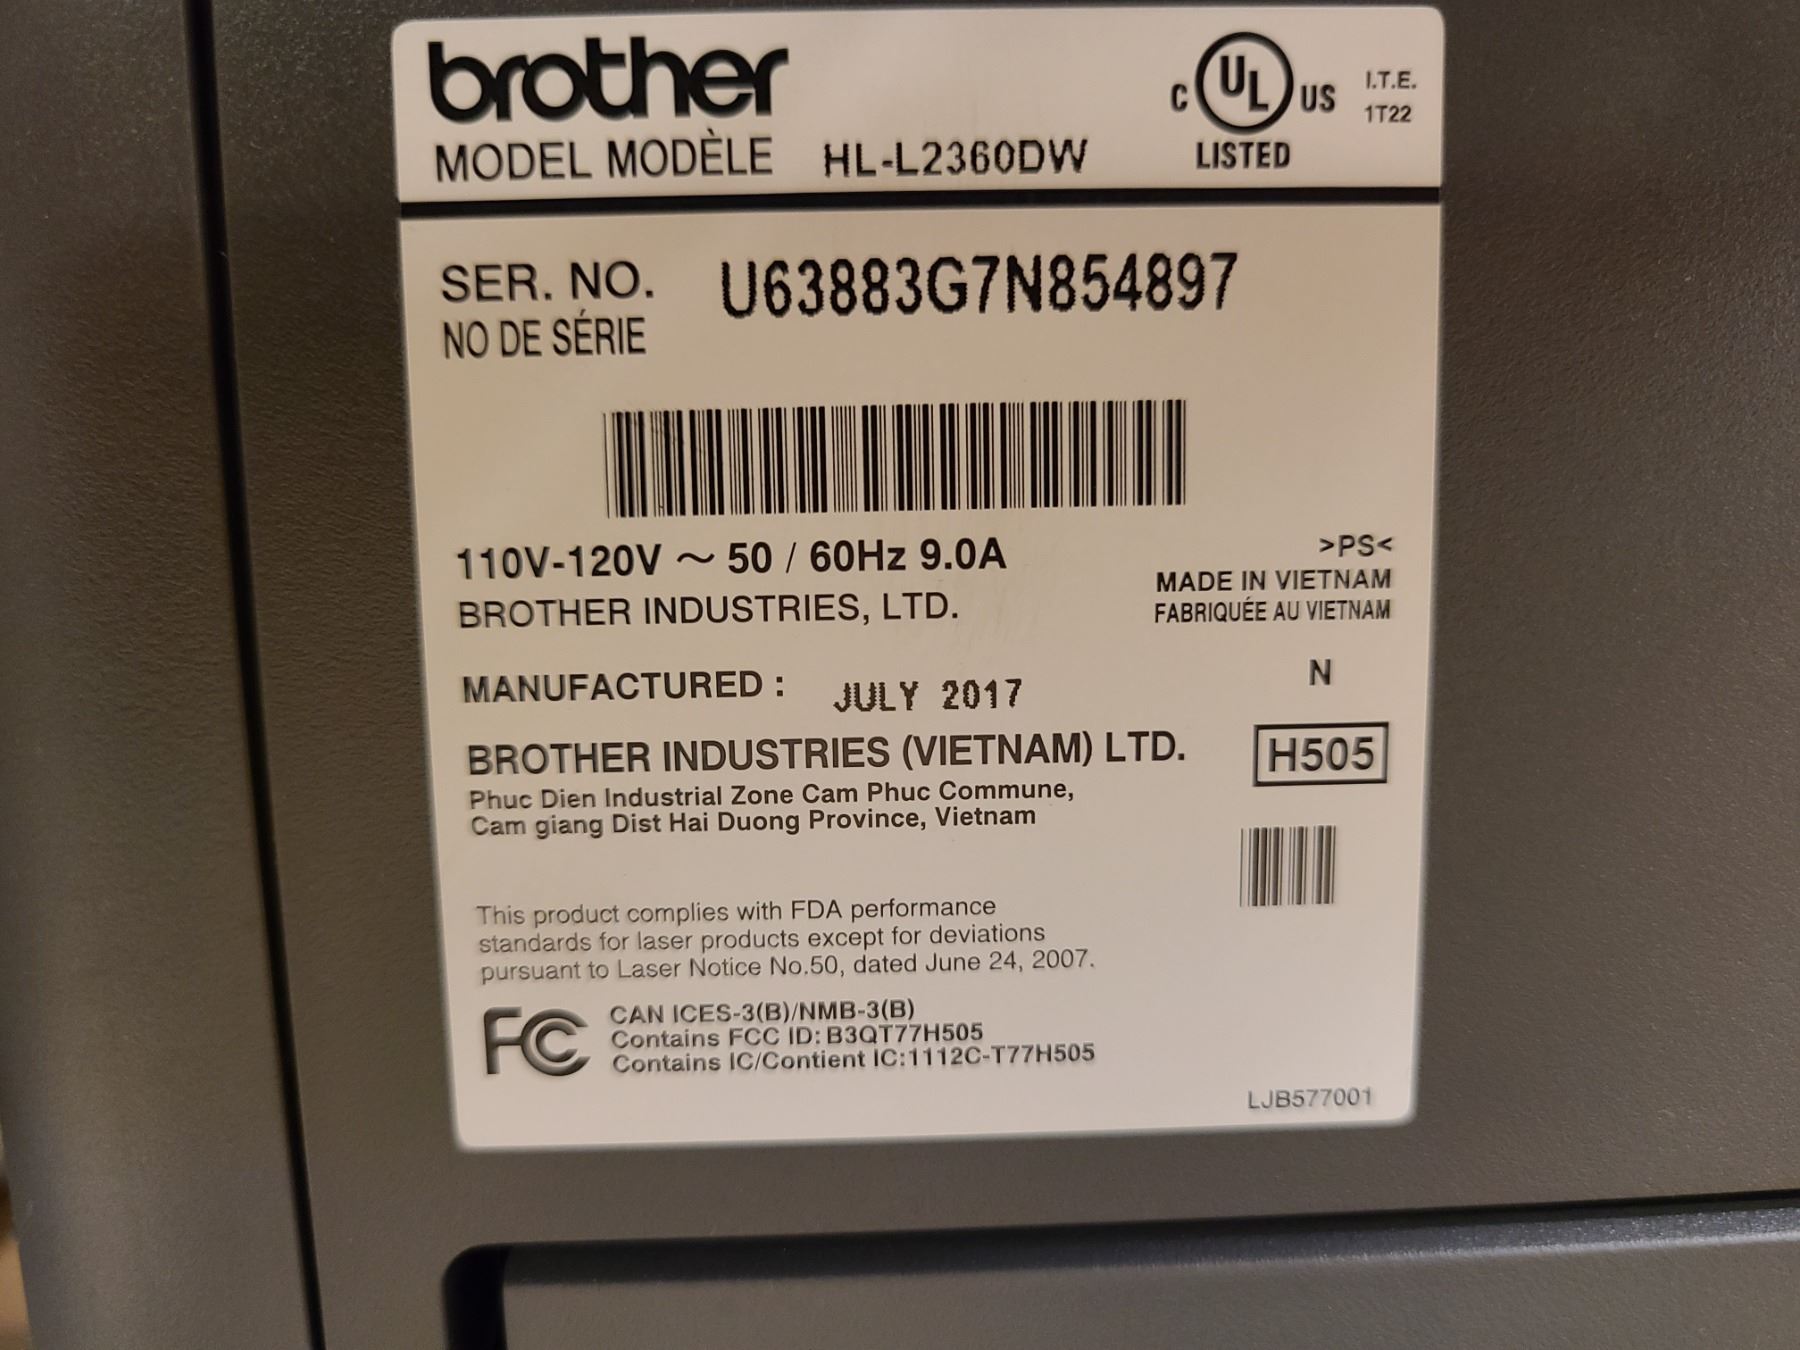 brother
C UL US I.T.E. 1T22
LISTED
MODEL MODÈLE HL-L2360DW
SER. NO. U63883G7N854897
NO DE SÉRIE
110V-120V ~ 50 / 60Hz 9.0A
BROTHER INDUSTRIES, LTD.
>PS<
MADE IN VIETNAM
FABRIQUÉE AU VIETNAM
N
MANUFACTURED : JULY 2017
BROTHER INDUSTRIES (VIETNAM) LTD.
H505
Phuc Dien Industrial Zone Cam Phuc Commune,
Cam giang Dist Hai Duong Province, Vietnam
This product complies with FDA performance
standards for laser products except for deviations
pursuant to Laser Notice No.50, dated June 24, 2007.
FC
CAN ICES-3(B)/NMB-3(B)
Contains FCC ID: B3QT77H505
Contains IC/Contient IC:1112C-T77H505
LJB577001